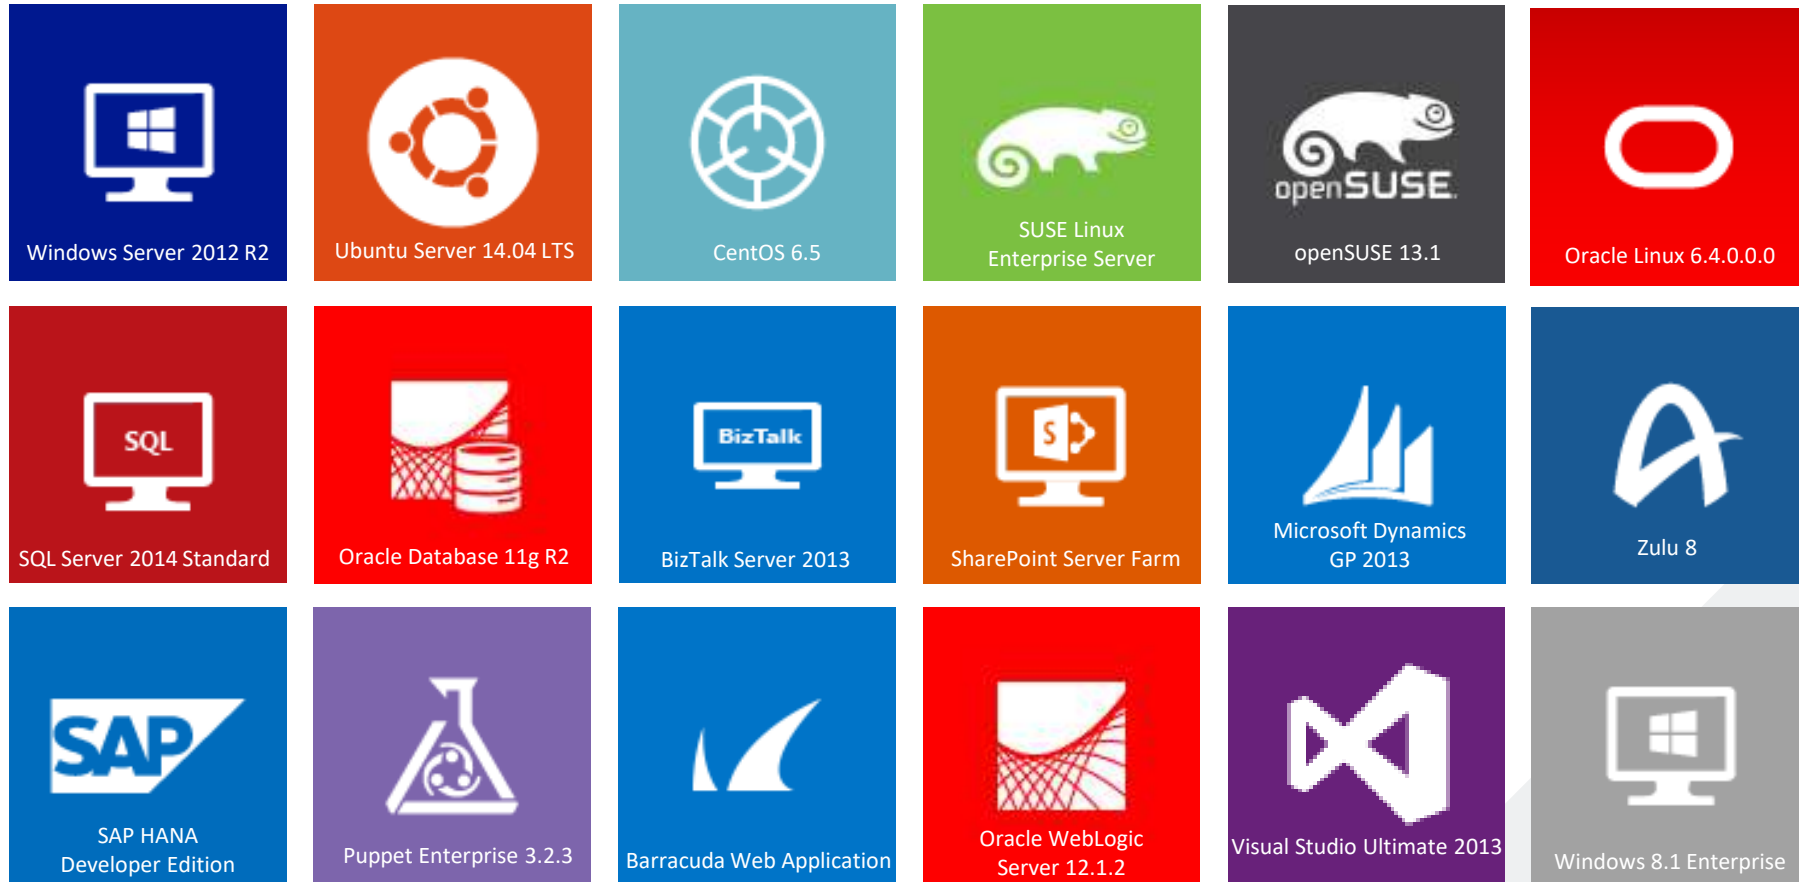 Windows Server 2012 R2
Ubuntu Server 14.04 LTS
CentOS 6.5
SUSE Linux
Enterprise Server
openSUSE
openSUSE 13.1
Oracle Linux 6.4.0.0.0
SQL
SQL Server 2014 Standard
Oracle Database 11g R2
BizTalk
BizTalk Server 2013
S
SharePoint Server Farm
Microsoft Dynamics
GP 2013
Zulu 8
SAP
SAP HANA
Developer Edition
Puppet Enterprise 3.2.3
Barracuda Web Application
Oracle WebLogic
Server 12.1.2
Visual Studio Ultimate 2013
Windows 8.1 Enterprise